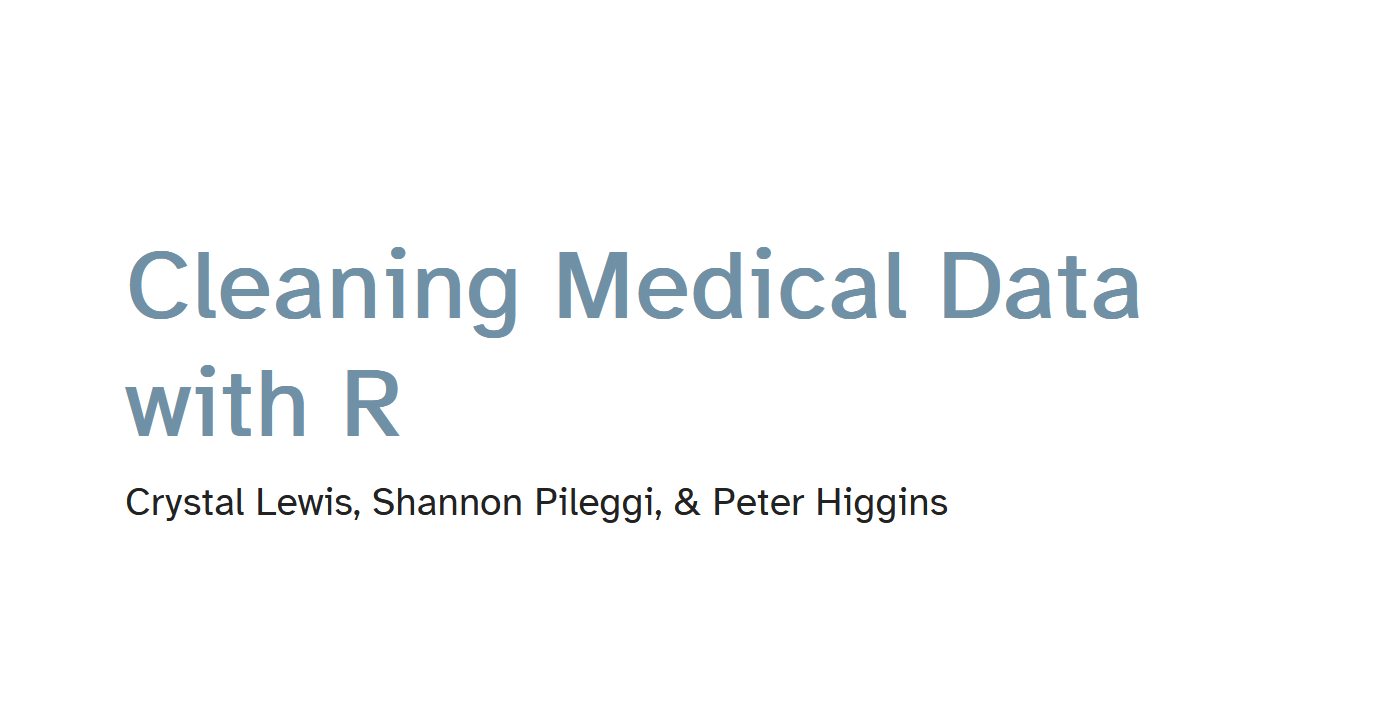 Cleaning Medical Data
with R
Crystal Lewis, Shannon Pileggi, & Peter Higgins